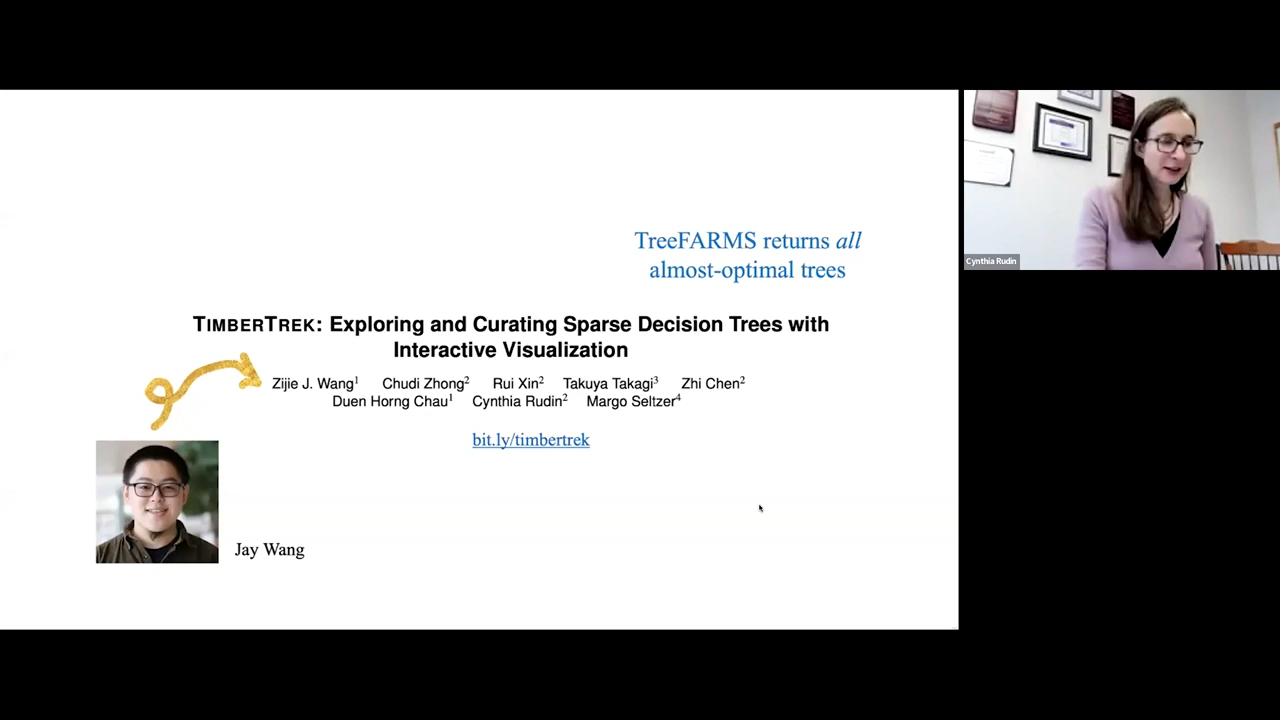 TreeFARMS returns all
almost-optimal trees
TIMBERTREK: Exploring and Curating Sparse Decision Trees with
Interactive Visualization
Zijie J. Wang¹ Chudi Zhong² Rui Xin² Takuya Takagi³ Zhi Chen²
Duen Horng Chau¹ Cynthia Rudin² Margo Seltzer⁴
bit.ly/timbertrek
Jay Wang
Cynthia Rudin